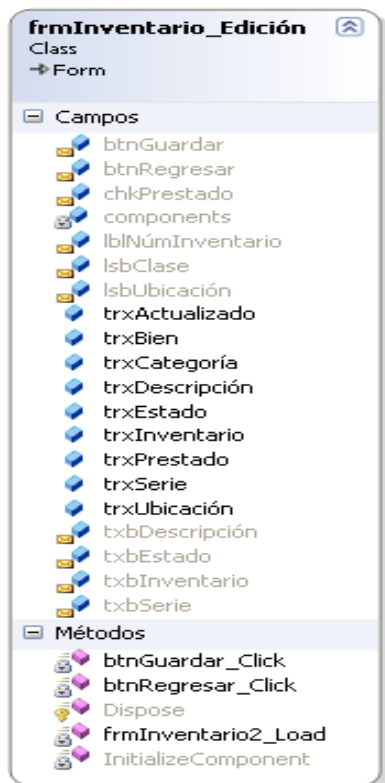 frmInventario_Edición
Class
Form
Campos
btnGuardar
btnRegresar
chkPrestado
components
lblNúmInventario
lsbClase
lsbUbicación
trxActualizado
trxBien
trxCategoría
trxDescripción
trxEstado
trxInventario
trxPrestado
trxSerie
trxUbicación
txbDescripción
txbEstado
txbInventario
txbSerie
Métodos
btnGuardar_Click
btnRegresar_Click
Dispose
frmInventario2_Load
InitializeComponent